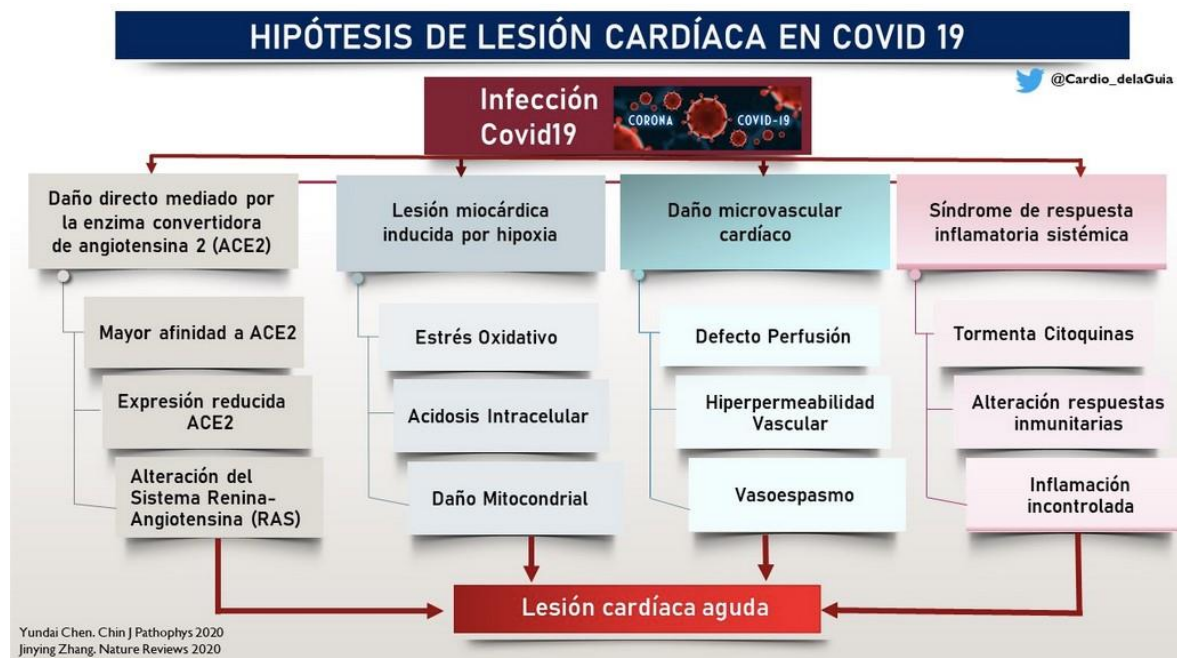 HIPÓTESIS DE LESIÓN CARDÍACA EN COVID 19
@Cardio_delaGuia
Infección
Covid19
CORONA COVID-19
Daño directo mediado por
la enzima convertidora
de angiotensina 2 (ACE2)
Mayor afinidad a ACE2
Expresión reducida
ACE2
Alteración del
Sistema Renina-
Angiotensina (RAS)
Lesión miocárdica
inducida por hipoxia
Estrés Oxidativo
Acidosis Intracelular
Daño Mitocondrial
Daño microvascular
cardíaco
Defecto Perfusión
Hiperpermeabilidad
Vascular
Vasoespasmo
Síndrome de respuesta
inflamatoria sistémica
Tormenta Citoquinas
Alteración respuestas
inmunitarias
Inflamación
incontrolada
Lesión cardíaca aguda
Yundai Chen. Chin J Pathophys 2020
Jinying Zhang. Nature Reviews 2020